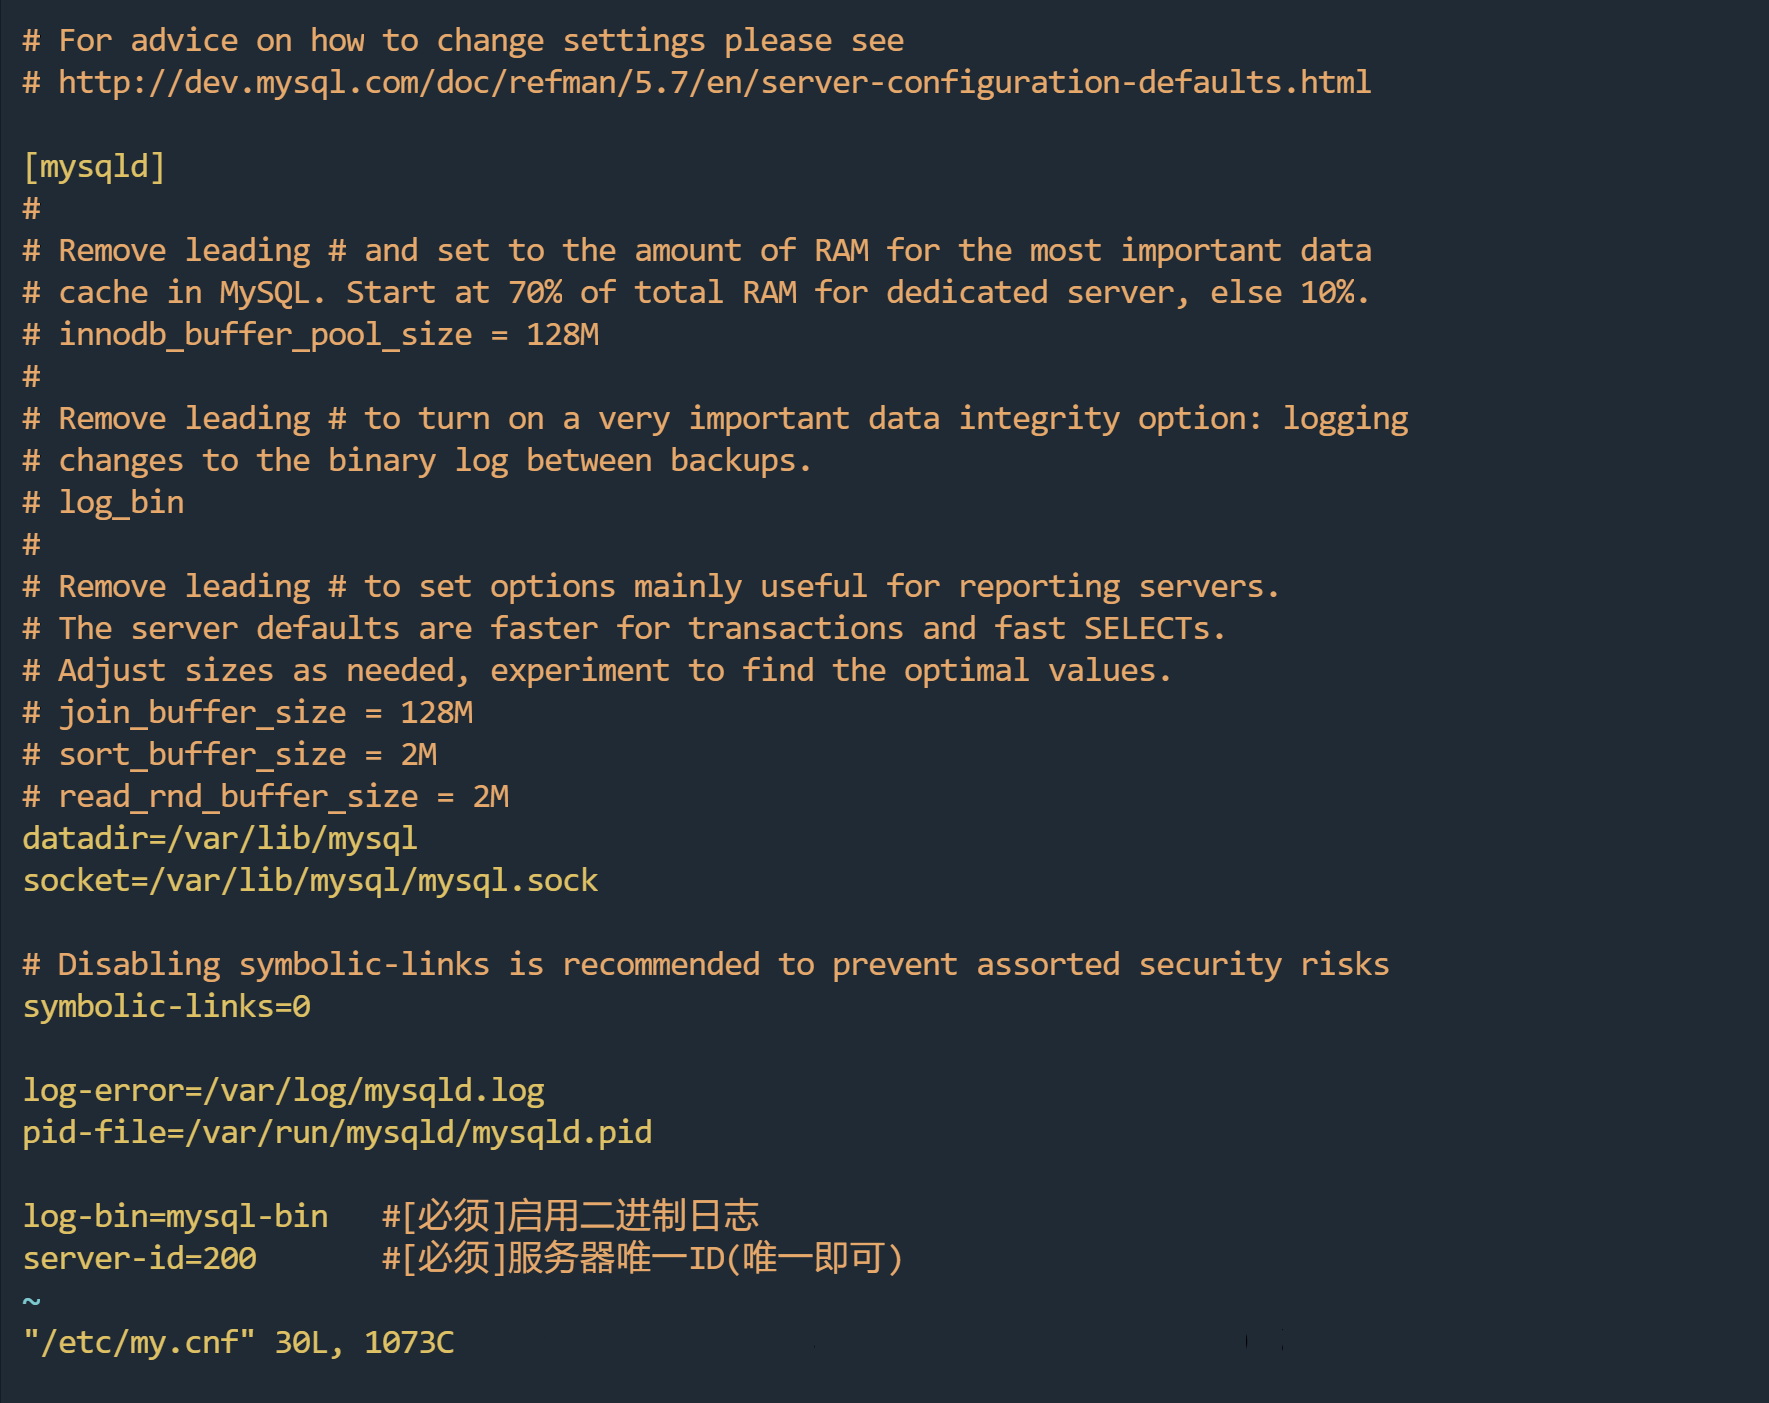 # For advice on how to change settings please see
# http://dev.mysql.com/doc/refman/5.7/en/server-configuration-defaults.html
[mysqld]
#
# Remove leading # and set to the amount of RAM for the most important data
# cache in MySQL. Start at 70% of total RAM for dedicated server, else 10%.
# innodb_buffer_pool_size = 128M
#
# Remove leading # to turn on a very important data integrity option: logging
# changes to the binary log between backups.
# log_bin
#
# Remove leading # to set options mainly useful for reporting servers.
# The server defaults are faster for transactions and fast SELECTs.
# Adjust sizes as needed, experiment to find the optimal values.
# join_buffer_size = 128M
# sort_buffer_size = 2M
# read_rnd_buffer_size = 2M
datadir=/var/lib/mysql
socket=/var/lib/mysql/mysql.sock
# Disabling symbolic-links is recommended to prevent assorted security risks
symbolic-links=0
log-error=/var/log/mysqld.log
pid-file=/var/run/mysqld/mysqld.pid
log-bin=mysql-bin   #[必须]启用二进制日志
server-id=200       #[必须]服务器唯一ID(唯一即可)
~
"/etc/my.cnf" 30L, 1073C